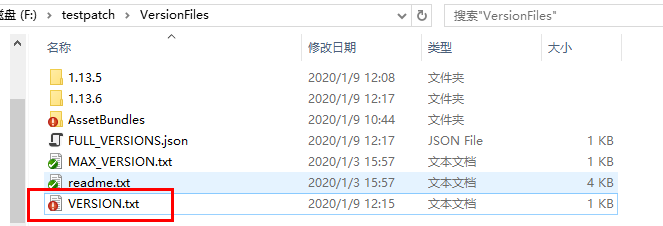 磁盘 (F:) > testpatch > VersionFiles
搜索"VersionFiles"
名称 修改日期 类型 大小
1.13.5 2020/1/9 12:08 文件夹
1.13.6 2020/1/9 12:17 文件夹
AssetBundles 2020/1/9 10:44 文件夹
FULL_VERSIONS.json 2020/1/9 12:17 JSON File 1 KB
MAX_VERSION.txt 2020/1/3 15:57 文本文档 1 KB
readme.txt 2020/1/3 15:57 文本文档 4 KB
VERSION.txt 2020/1/9 12:15 文本文档 1 KB